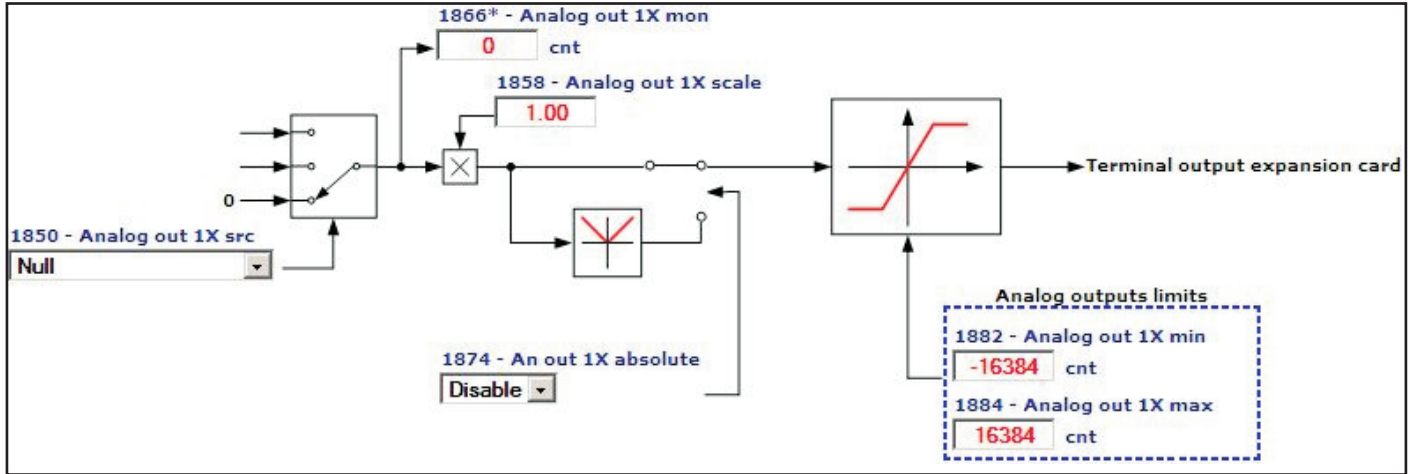 1866* - Analog out 1X mon
0 cnt
1858 - Analog out 1X scale
1.00
0
Terminal output expansion card
1850 - Analog out 1X src
Null
Analog outputs limits
1882 - Analog out 1X min
-16384 cnt
1874 - An out 1X absolute
Disable
1884 - Analog out 1X max
16384 cnt